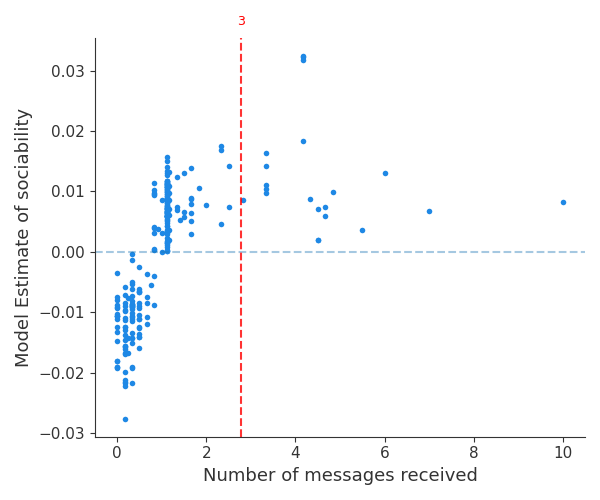 3
0.03
0.02
0.01
0.00
−0.01
−0.02
−0.03
Model Estimate of sociability
0 2 4 6 8 10
Number of messages received